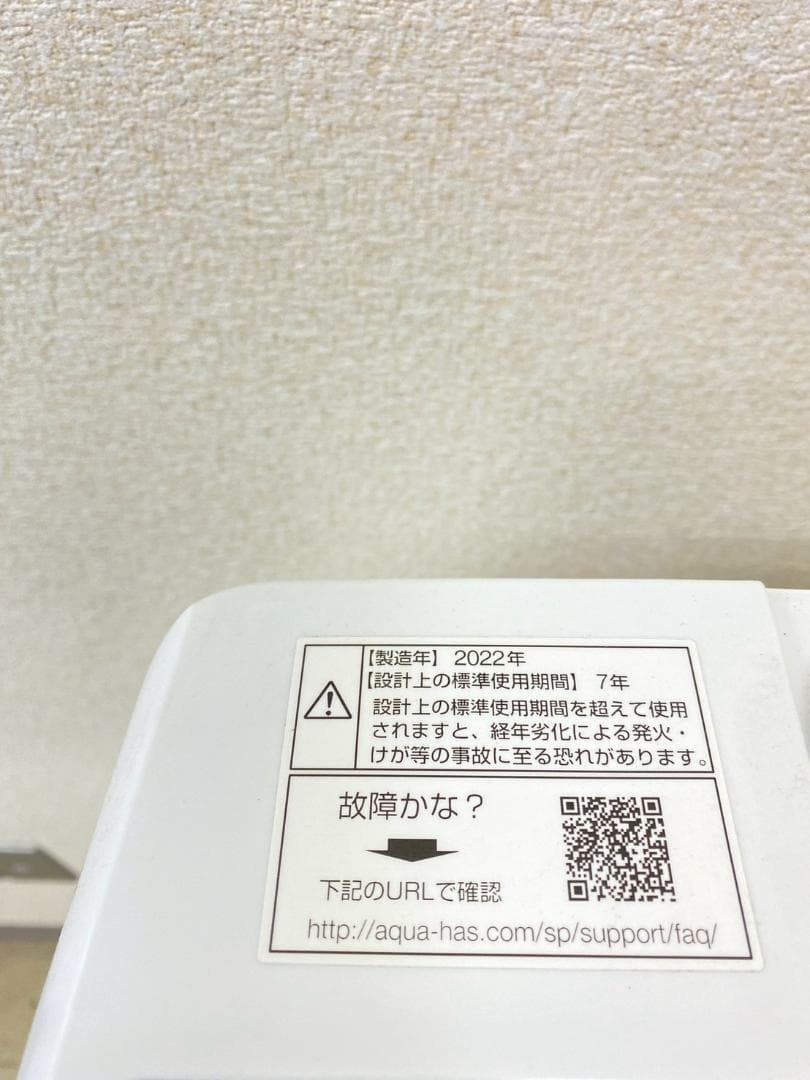 【製造年】 2022年
【設計上の標準使用期間】 7年
設計上の標準使用期間を超えて使用
されますと、経年劣化による発火・
けが等の事故に至る恐れがあります。
故障かな？
下記のURLで確認
http://aqua-has.com/sp/support/faq/